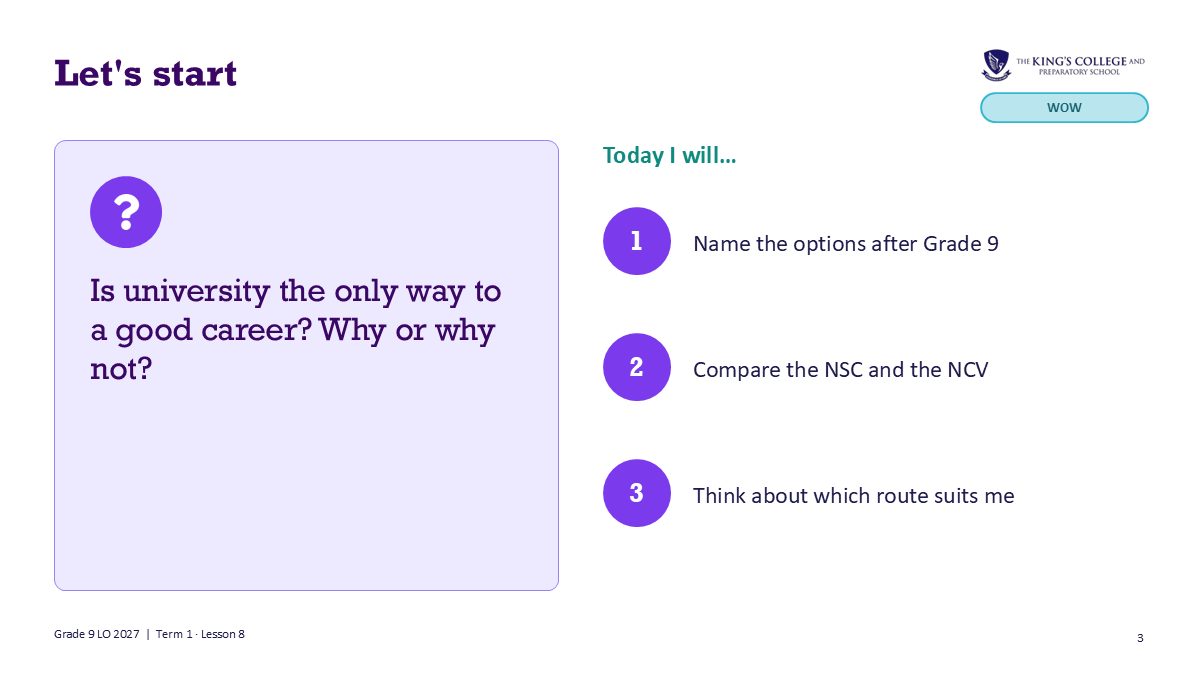 Let's start
THE KING'S COLLEGE AND
PREPARATORY SCHOOL
WOW
?
Is university the only way to
a good career? Why or why
not?
Today I will...
1
Name the options after Grade 9
2
Compare the NSC and the NCV
3
Think about which route suits me
Grade 9 LO 2027 | Term 1 · Lesson 8
3